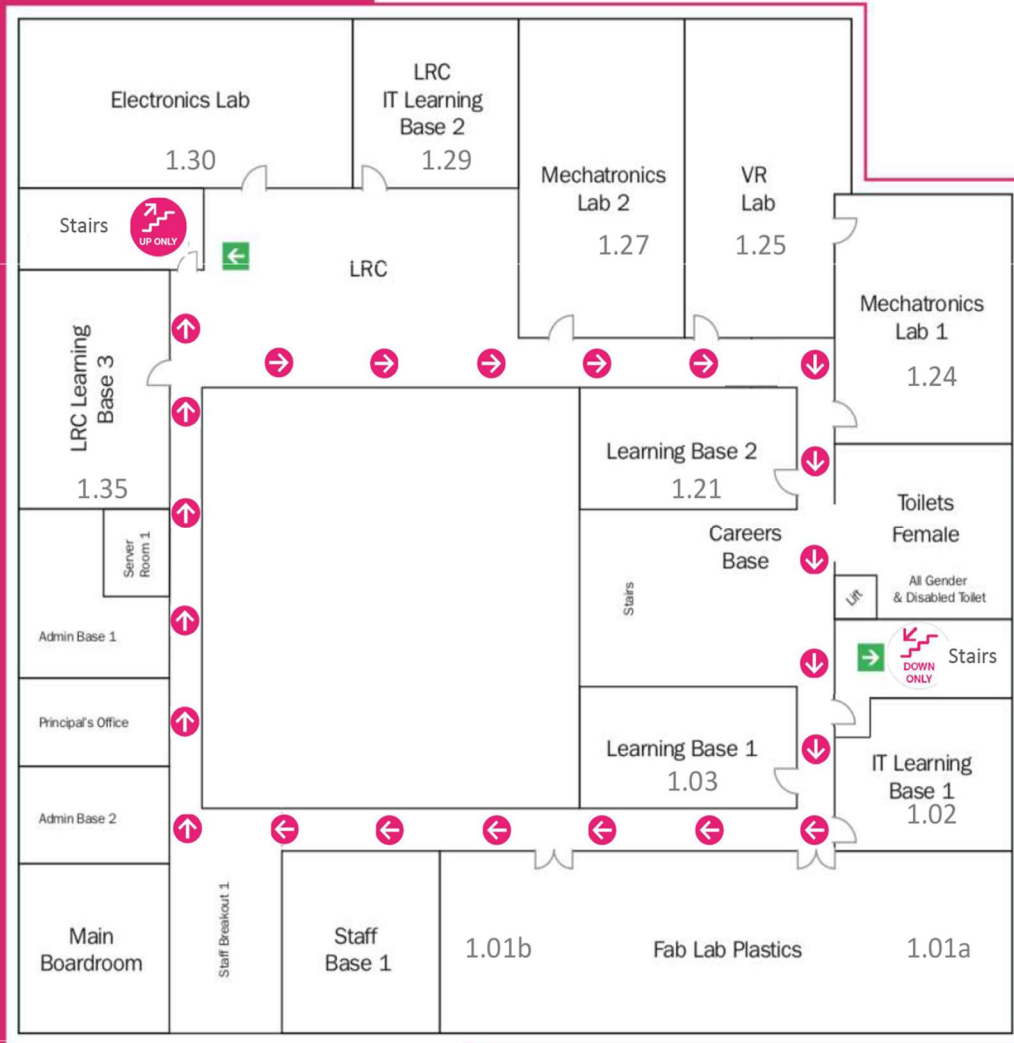 Electronics Lab
1.30
LRC
IT Learning
Base 2
1.29
Mechatronics
Lab 2
1.27
VR
Lab
1.25
Stairs
UP ONLY
LRC
Mechatronics
Lab 1
1.24
LRC Learning
Base 3
1.35
Learning Base 2
1.21
Toilets
Female
All Gender
& Disabled Toilet
Lift
Careers
Base
Stairs
Server
Room 1
Admin Base 1
DOWN
ONLY
Stairs
Principal's Office
Learning Base 1
1.03
IT Learning
Base 1
1.02
Admin Base 2
Main
Boardroom
Staff Breakout 1
Staff
Base 1
1.01b
Fab Lab Plastics
1.01a